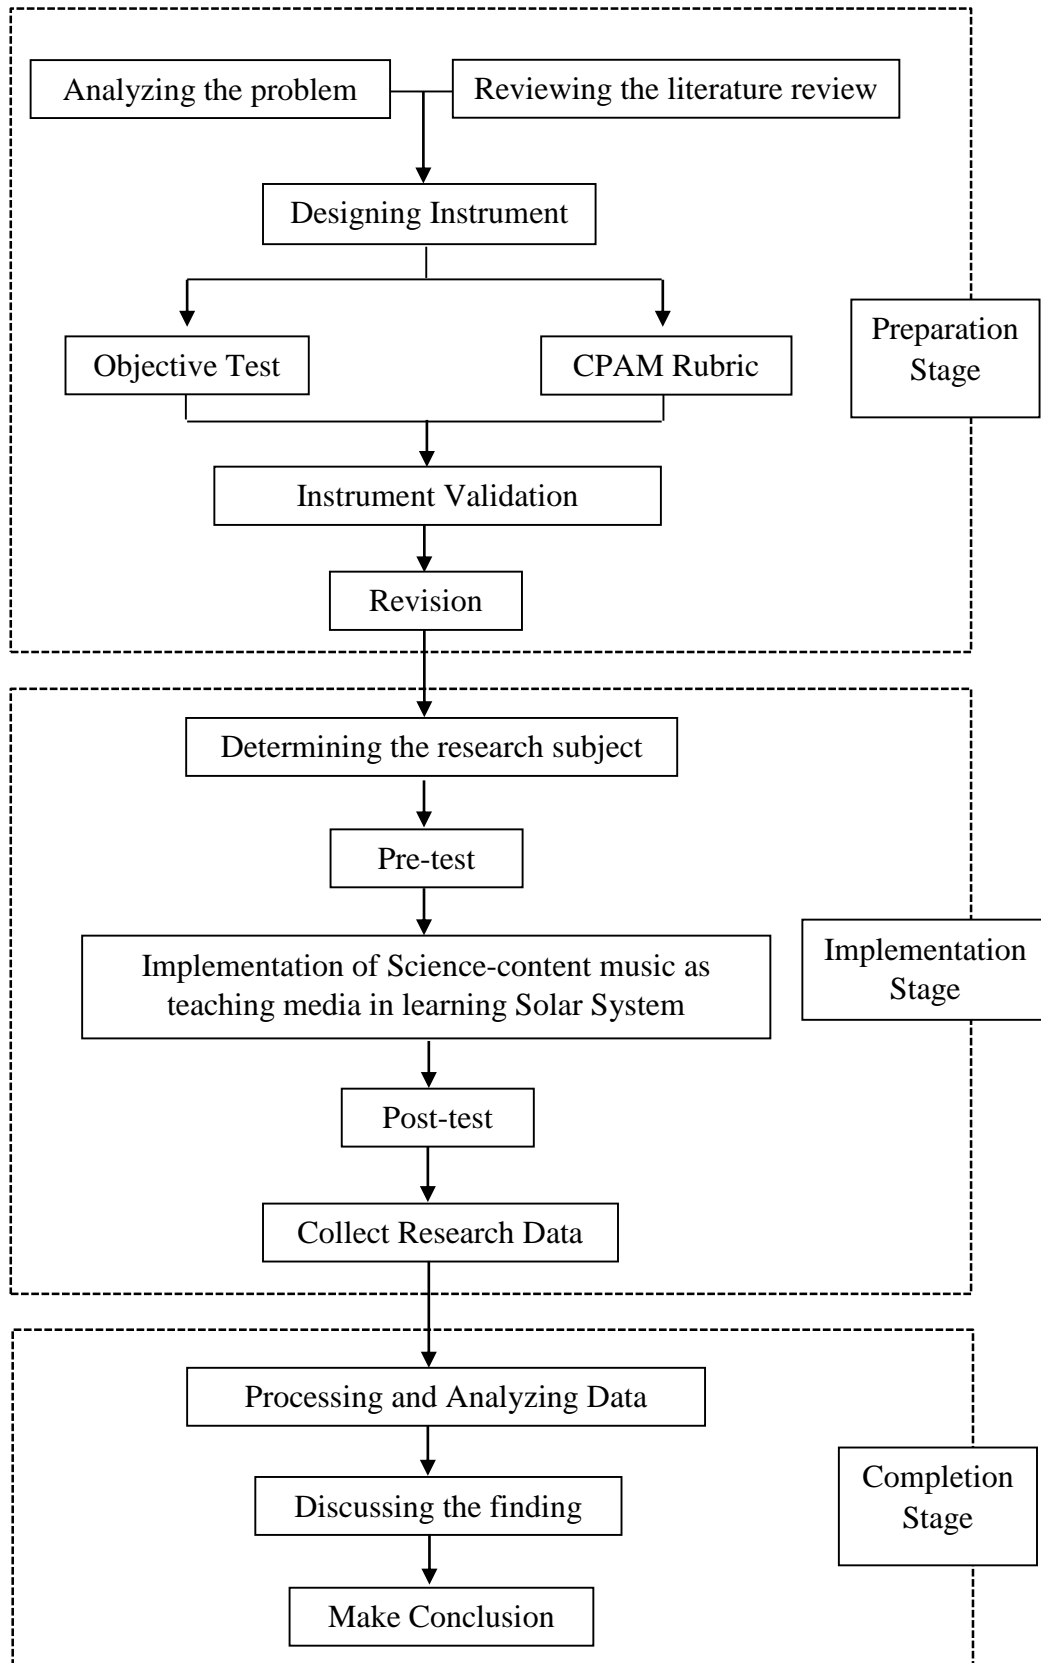 Analyzing the problem
Reviewing the literature review
Designing Instrument
Objective Test
CPAM Rubric
Preparation
Stage
Instrument Validation
Revision
Determining the research subject
Pre-test
Implementation of Science-content music as
teaching media in learning Solar System
Implementation
Stage
Post-test
Collect Research Data
Processing and Analyzing Data
Discussing the finding
Completion
Stage
Make Conclusion